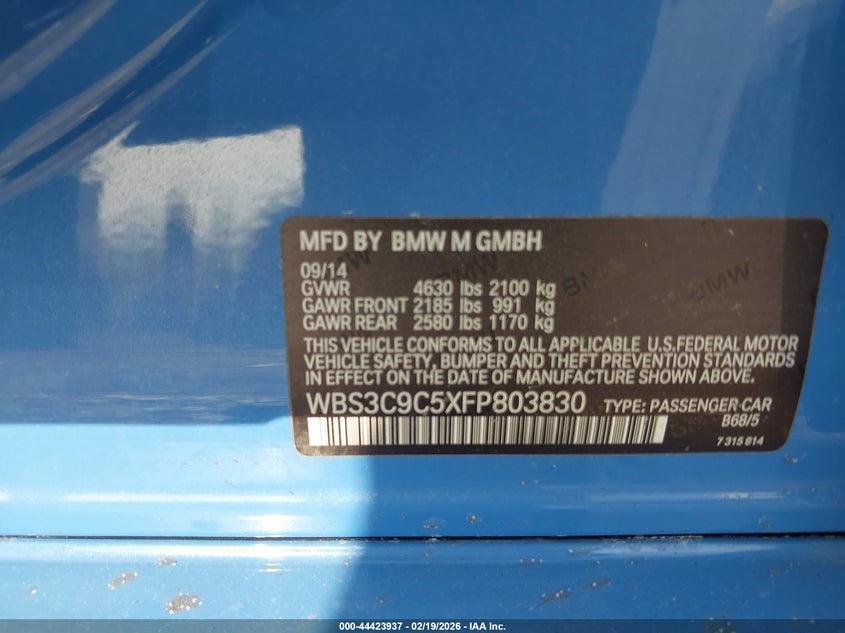 MFD BY BMW M GMBH
09/14
GVWR 4630 lbs 2100 kg
GAWR FRONT 2185 lbs 991 kg
GAWR REAR 2580 lbs 1170 kg
THIS VEHICLE CONFORMS TO ALL APPLICABLE U.S.FEDERAL MOTOR
VEHICLE SAFETY, BUMPER AND THEFT PREVENTION STANDARDS
IN EFFECT ON THE DATE OF MANUFACTURE SHOWN ABOVE.
WBS3C9C5XFP803830 TYPE: PASSENGER CAR
B68/5
7 315 814
BMW
BMW
BMW
000-44423937 - 02/19/2026 - IAA Inc.